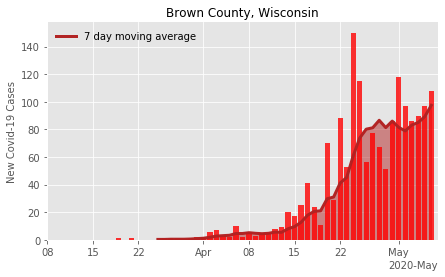 Brown County, Wisconsin
7 day moving average
New Covid-19 Cases
140
120
100
80
60
40
20
0
08 15 22 Apr 08 15 22 May
2020-May